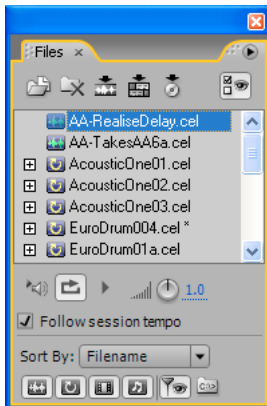 Files ×
AA-RealiseDelay.cel
AA-TakesAA6a.cel
AcousticOne01.cel
AcousticOne02.cel
AcousticOne03.cel
EuroDrum004.cel *
EuroDrum01a.cel
1.0
Follow session tempo
Sort By: Filename